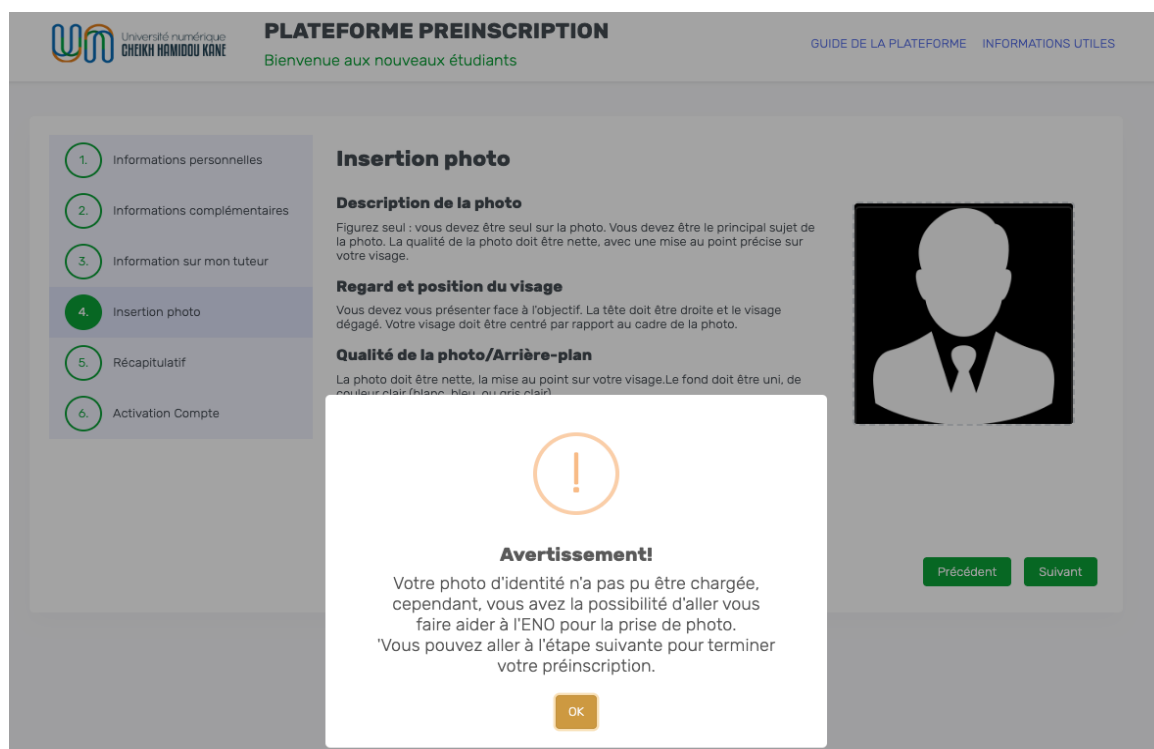 Université numérique
CHEIKH HAMIDOU KANE
PLATEFORME PREINSCRIPTION
Bienvenue aux nouveaux étudiants
GUIDE DE LA PLATEFORME
INFORMATIONS UTILES
1. Informations personnelles
2. Informations complémentaires
3. Information sur mon tuteur
4. Insertion photo
5. Récapitulatif
6. Activation Compte
Insertion photo
Description de la photo
Figurez seul : vous devez être seul sur la photo. Vous devez être le principal sujet de
la photo. La qualité de la photo doit être nette, avec une mise au point précise sur
votre visage.
Regard et position du visage
Vous devez vous présenter face à l'objectif. La tête doit être droite et le visage
dégagé. Votre visage doit être centré par rapport au cadre de la photo.
Qualité de la photo/Arrière-plan
La photo doit être nette, la mise au point sur votre visage.Le fond doit être uni, de
couleur clair (blanc, bleu, ou gris clair)
Avertissement!
Votre photo d'identité n'a pas pu être chargée,
cependant, vous avez la possibilité d'aller vous
faire aider à l'ENO pour la prise de photo.
'Vous pouvez aller à l'étape suivante pour terminer
votre préinscription.
OK
Précédent
Suivant